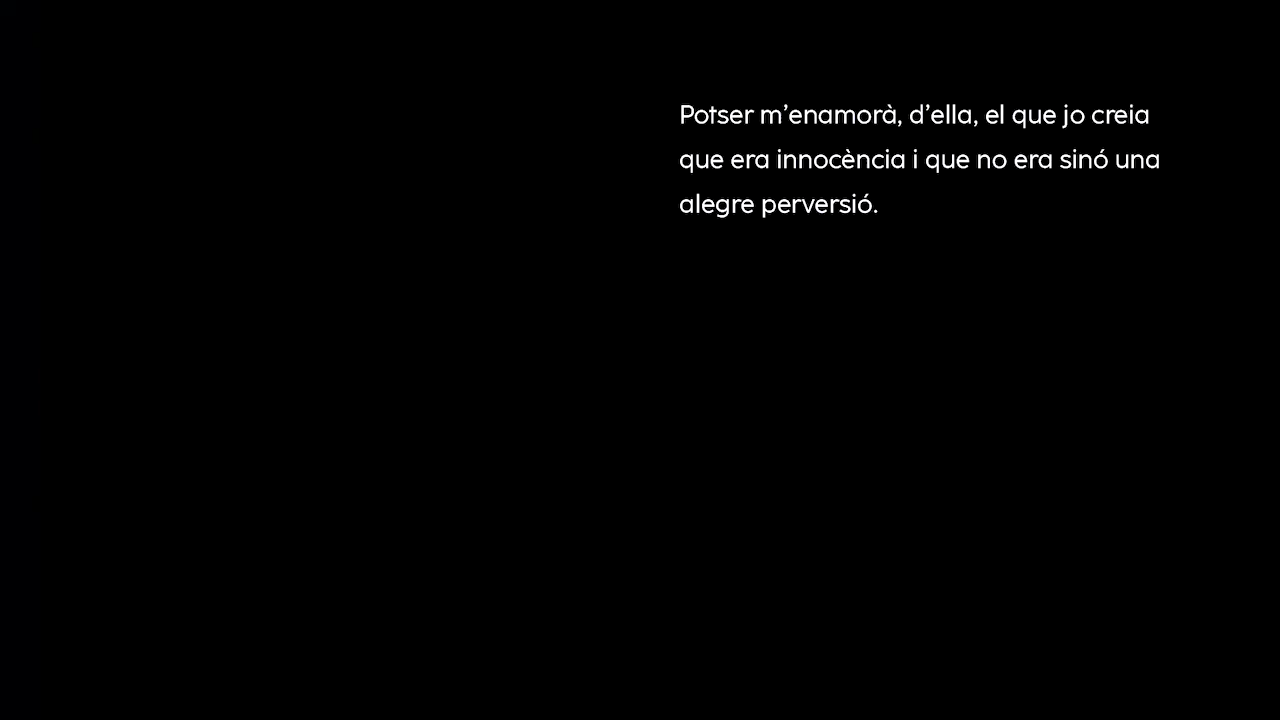 Potser m’enamorà, d’ella, el que jo creia
que era innocència i que no era sinó una
alegre perversió.